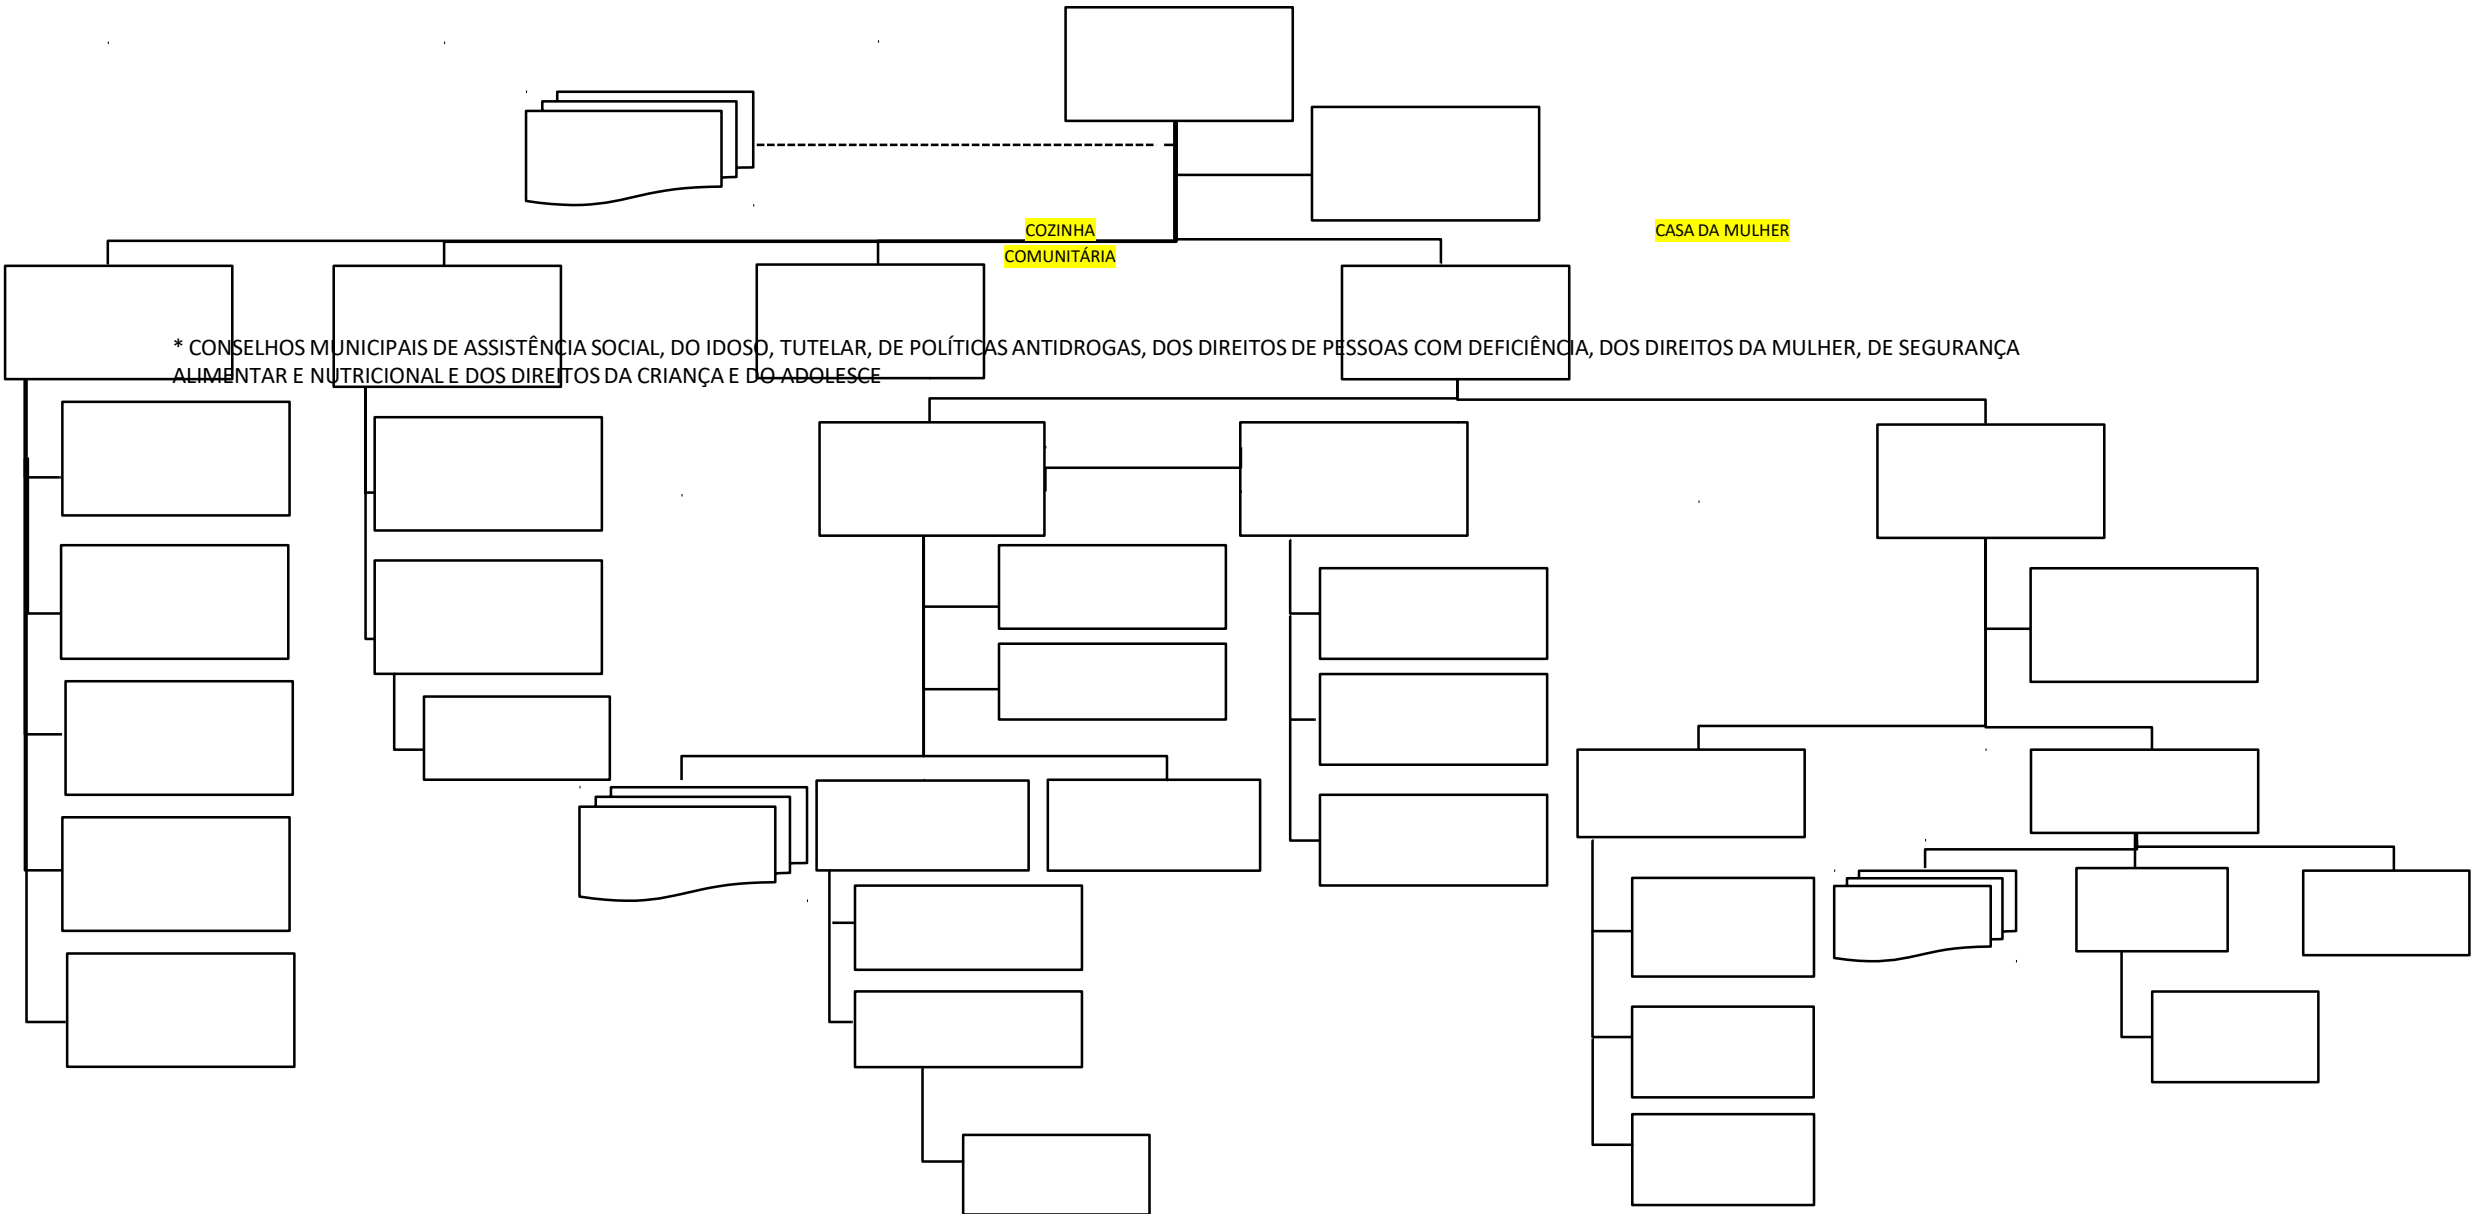 COZINHA
COMUNITÁRIA
CASA DA MULHER
* CONSELHOS MUNICIPAIS DE ASSISTÊNCIA SOCIAL, DO IDOSO, TUTELAR, DE POLÍTICAS ANTIDROGAS, DOS DIREITOS DE PESSOAS COM DEFICIÊNCIA, DOS DIREITOS DA MULHER, DE SEGURANÇA
ALIMENTAR E NUTRICIONAL E DOS DIREITOS DA CRIANÇA E DO ADOLESCE